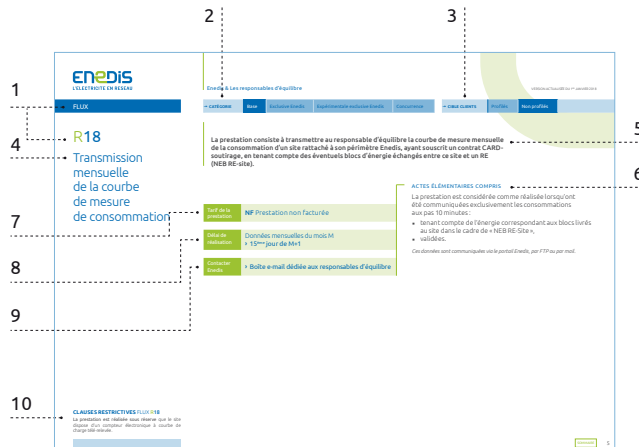 2
3
enedis
L'ELECTRICITE EN RESEAU
Enedis & Les responsables d'équilibre
1
FLUX
CATÉGORIE Base Exclusive Enedis Expérimentale exclusive Enedis Concurrence
CIBLE CLIENTS Profilés Non profilés
R18
4
Transmission
mensuelle
de la courbe
de mesure
de consommation
La prestation consiste à transmettre au responsable d'équilibre la courbe de mesure mensuelle
de la consommation d'un site rattaché à son périmètre Enedis, ayant souscrit un contrat CARD-
soutirage, en tenant compte des éventuels blocs d'énergie échangés entre ce site et un RE
(NEB RE-site).
5
6
ACTES ÉLÉMENTAIRES COMPRIS
La prestation est considérée comme réalisée lorsqu'ont
été communiquées exclusivement les consommations
aux pas 10 minutes :
• tenant compte de l'énergie correspondant aux blocs livrés
au site dans le cadre de « NEB RE-Site »,
• validées.
Ces données sont communiquées via le portail Enedis, par FTP ou par mail.
7
Tarif de la
prestation
NF Prestation non facturée
8
Délai de
réalisation
Données mensuelles du mois M
15ème jour de M+1
9
Contacter
Enedis
Boîte e-mail dédiée aux responsables d'équilibre
10
CLAUSES RESTRICTIVES FLUX R18
La prestation est réalisée sous réserve que le site
dispose d'un compteur électronique à courbe de
charge télé-relevée.
5